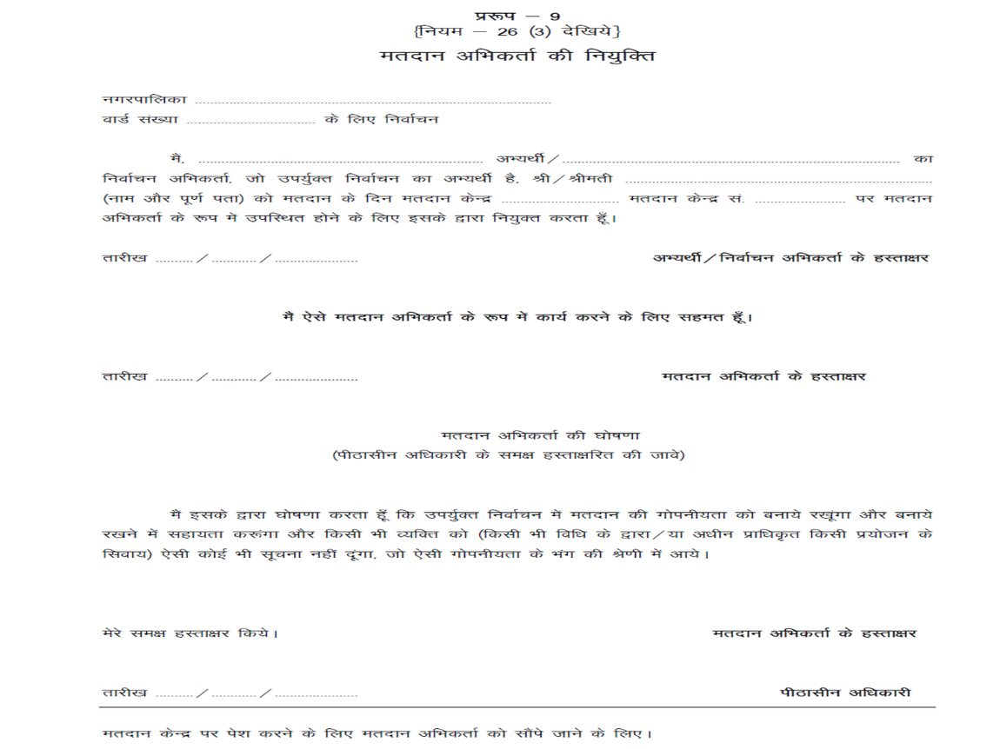 प्ररूप – 9
{नियम – 26 (3) देखिये}
मतदान अभिकर्ता की नियुक्ति
नगरपालिका ........................................................................
वार्ड संख्या .............................. के लिए निर्वाचन
मैं, ................................................................ अभ्यर्थी/........................................................................ का
निर्वाचन अभिकर्ता, जो उपर्युक्त निर्वाचन का अभ्यर्थी है, श्री/श्रीमती ................................................................
(नाम और पूर्ण पता) को मतदान के दिन मतदान केन्द्र ........................... मतदान केन्द्र सं. ..................... पर मतदान
अभिकर्ता के रूप में उपस्थित होने के लिए इसके द्वारा नियुक्त करता हूँ।
तारीख ........./.........../.................... अभ्यर्थी/निर्वाचन अभिकर्ता के हस्ताक्षर
मैं ऐसे मतदान अभिकर्ता के रूप में कार्य करने के लिए सहमत हूँ।
तारीख ........./.........../.................... मतदान अभिकर्ता के हस्ताक्षर
मतदान अभिकर्ता की घोषणा
(पीठासीन अधिकारी के समक्ष हस्ताक्षरित की जावे)
मैं इसके द्वारा घोषणा करता हूँ कि उपर्युक्त निर्वाचन में मतदान की गोपनीयता को बनाये रखूंगा और बनाये
रखने में सहायता करुंगा और किसी भी व्यक्ति को (किसी भी विधि के द्वारा/या अधीन प्राधिकृत किसी प्रयोजन के
सिवाय) ऐसी कोई भी सूचना नहीं दूंगा, जो ऐसी गोपनीयता के भंग की श्रेणी में आये।
मेरे समक्ष हस्ताक्षर किये। मतदान अभिकर्ता के हस्ताक्षर
तारीख ........./.........../.................... पीठासीन अधिकारी
मतदान केन्द्र पर पेश करने के लिए मतदान अभिकर्ता को सौंपे जाने के लिए।